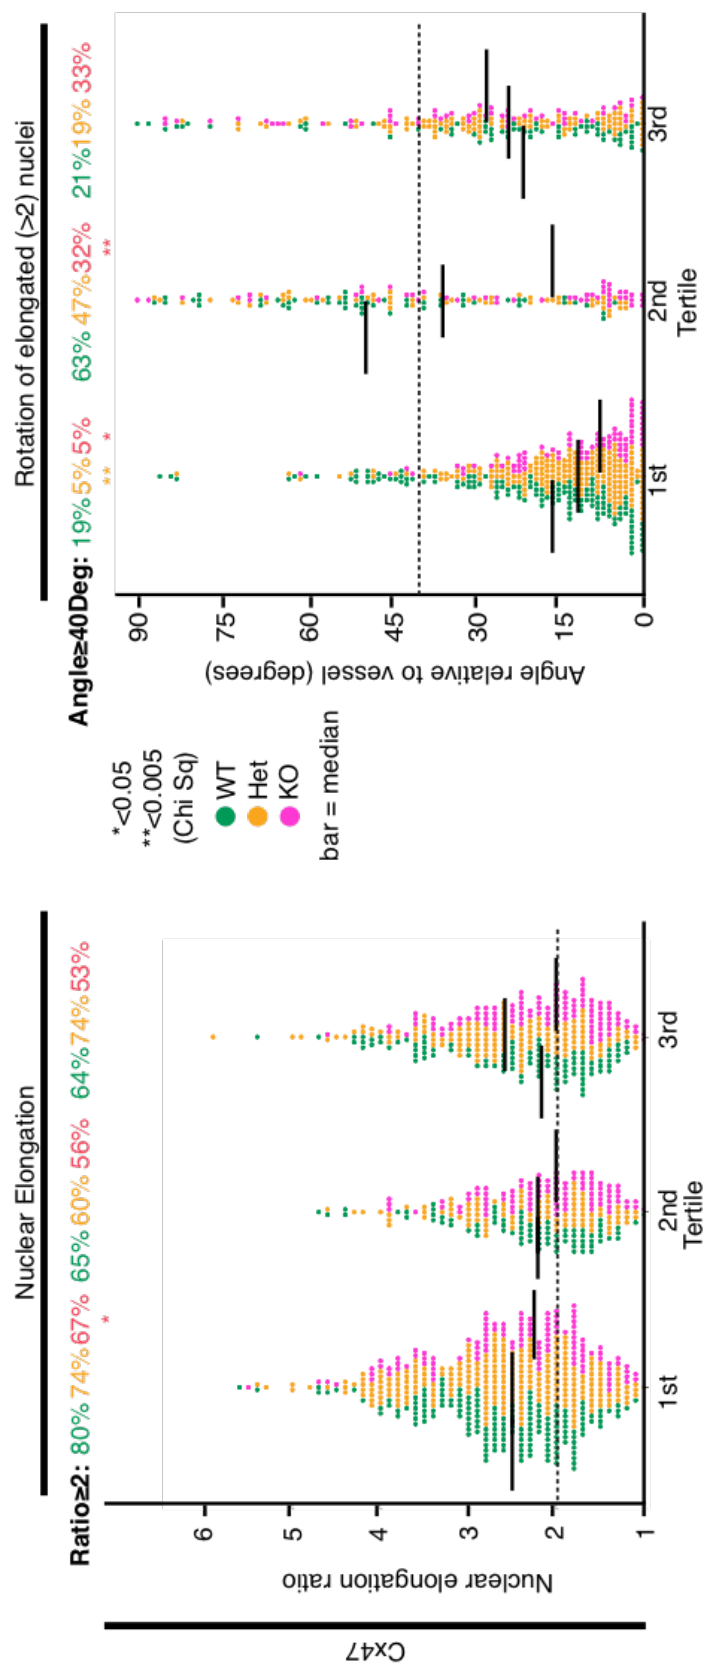 Nuclear Elongation
Ratio≥2: 80% 74% 67% 65% 60% 56% 64% 74% 53%
*
Cx47
Nuclear elongation ratio
6
5
4
3
2
1
1st 2nd 3rd
Tertile
*<0.05
**<0.005
(Chi Sq)
WT
Het
KO
bar = median
Rotation of elongated (>2) nuclei
Angle≥40Deg: 19% 5% 5% 63% 47% 32% 21% 19% 33%
** * **
Angle relative to vessel (degrees)
90
75
60
45
30
15
0
1st 2nd 3rd
Tertile